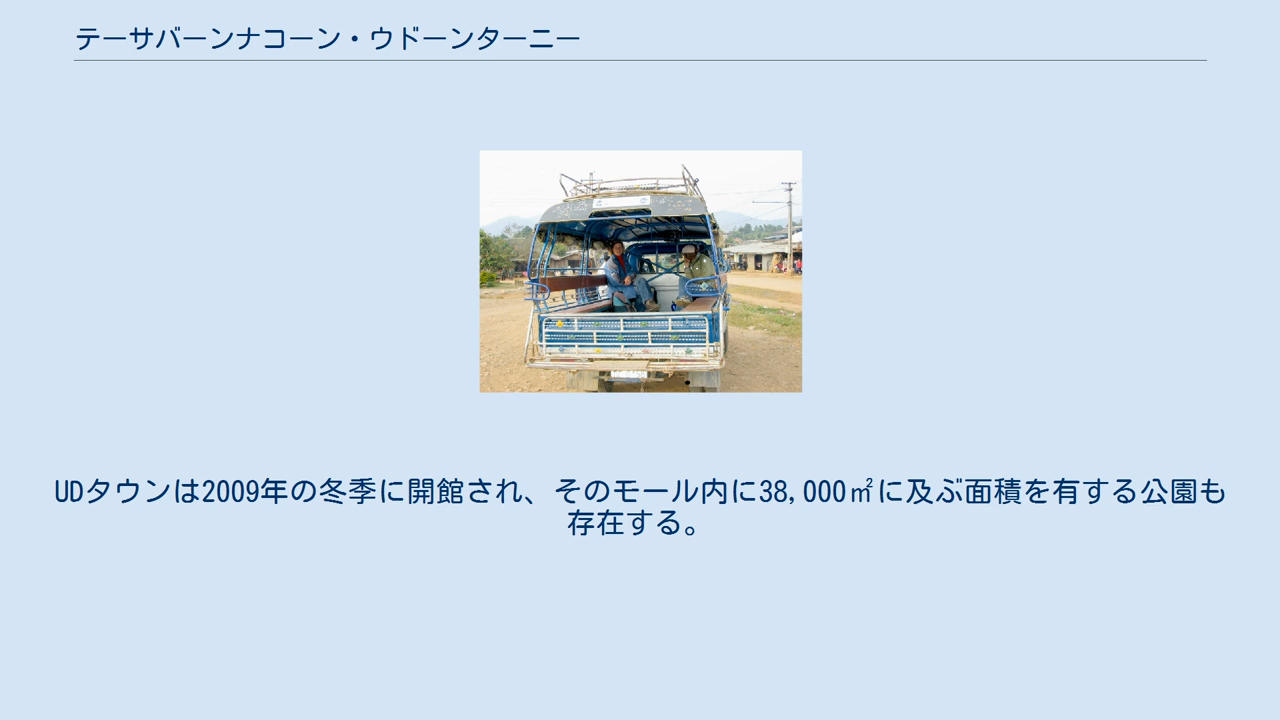 テーサバーンナコーン・ウドーンターニー
UDタウンは2009年の冬季に開館され、そのモール内に38,000㎡に及ぶ面積を有する公園も
存在する。